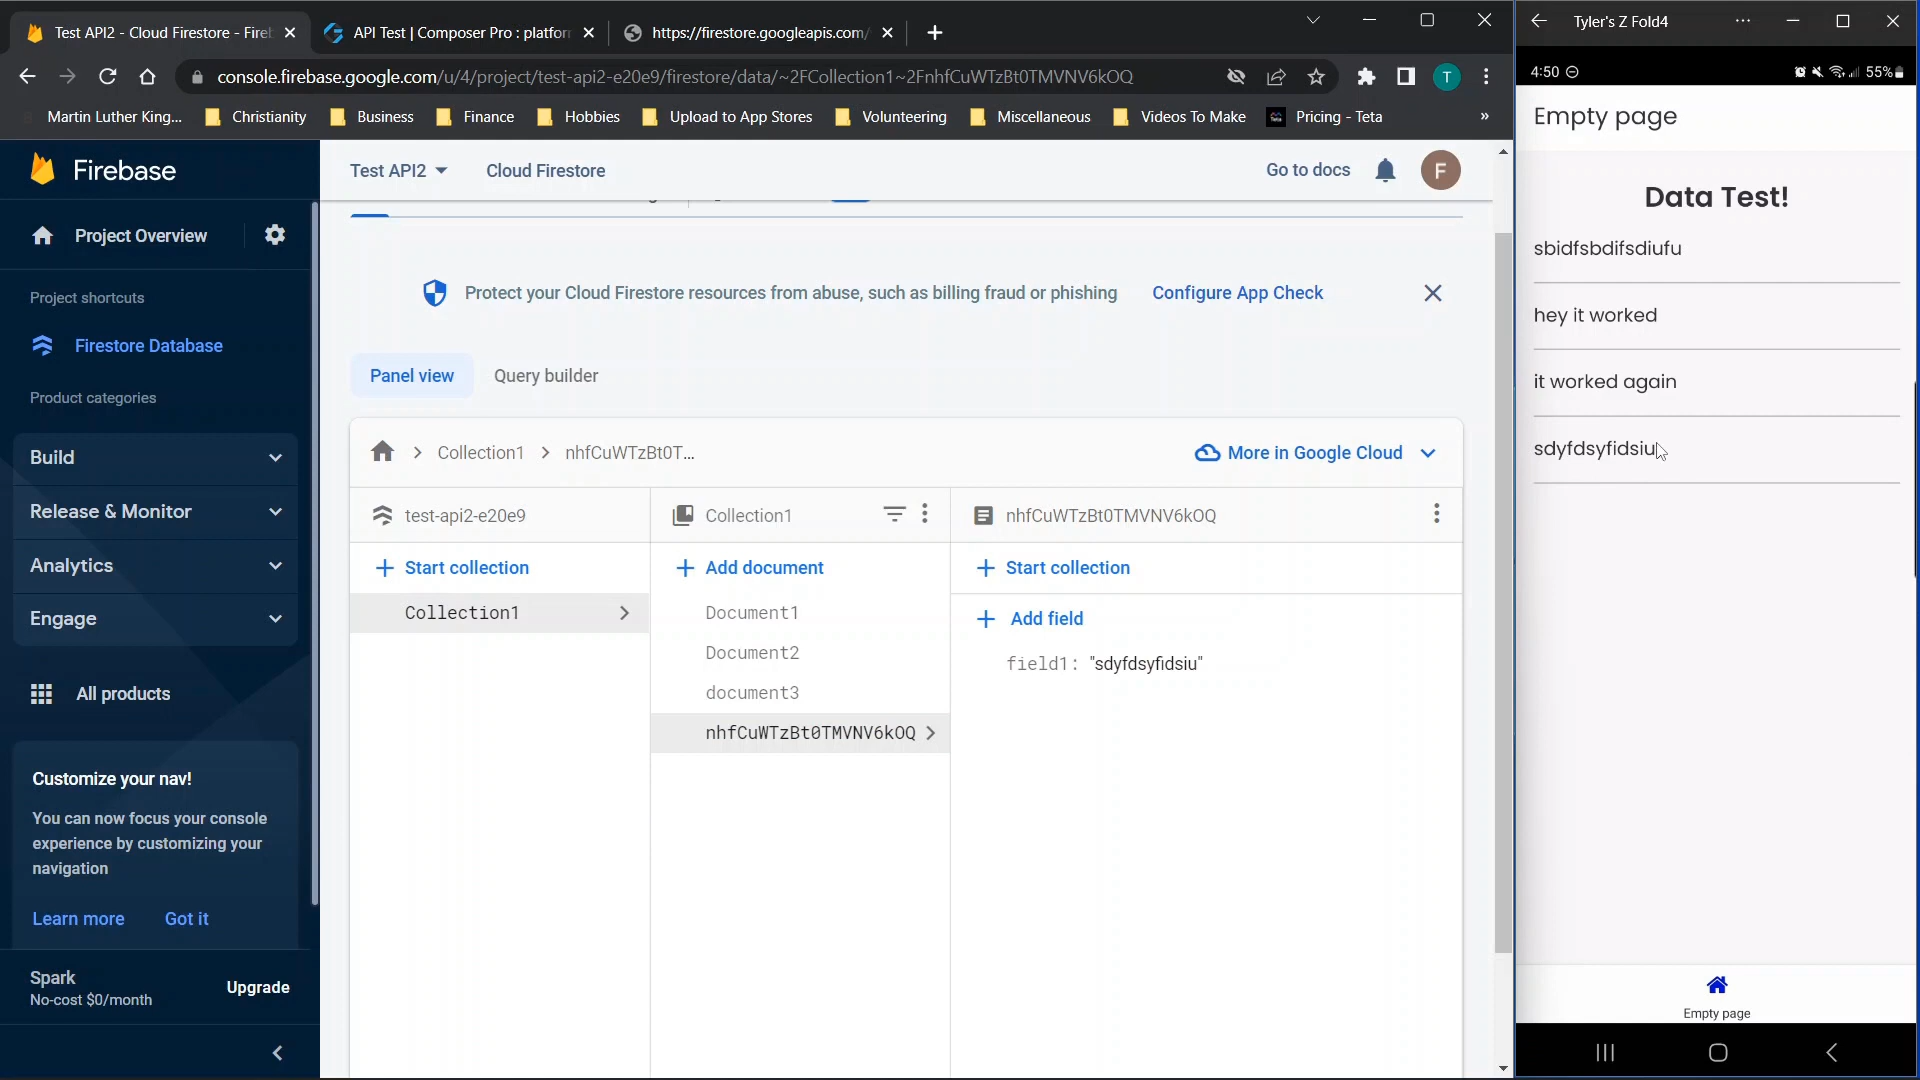 Test API2 - Cloud Firestore - Fireb
API Test | Composer Pro : platforn
https://firestore.googleapis.com/
console.firebase.google.com/u/4/project/test-api2-e20e9/firestore/data/~2FCollection1~2FnhfCuWTzBt0TMVNV6kOQ
T
Martin Luther King...
Christianity
Business
Finance
Hobbies
Upload to App Stores
Volunteering
Miscellaneous
Videos To Make
Pricing - Teta
»
Firebase
Project Overview
Project shortcuts
Firestore Database
Product categories
Build
Release & Monitor
Analytics
Engage
All products
Customize your nav!
You can now focus your console
experience by customizing your
navigation
Learn more
Got it
Spark
No-cost $0/month
Upgrade
Test API2
Cloud Firestore
Go to docs
F
Protect your Cloud Firestore resources from abuse, such as billing fraud or phishing
Configure App Check
Panel view
Query builder
Collection1
nhfCuWTzBt0T...
More in Google Cloud
test-api2-e20e9
Collection1
nhfCuWTzBt0TMVNV6kOQ
Start collection
Add document
Start collection
Collection1
Document1
Document2
document3
nhfCuWTzBt0TMVNV6kOQ
Add field
field1: "sdyfdsyfidsiu"
Tyler's Z Fold4
4:50
55%
Empty page
Data Test!
sbidfsbdifsdiufu
hey it worked
it worked again
sdyfdsyfidsiu
Empty page